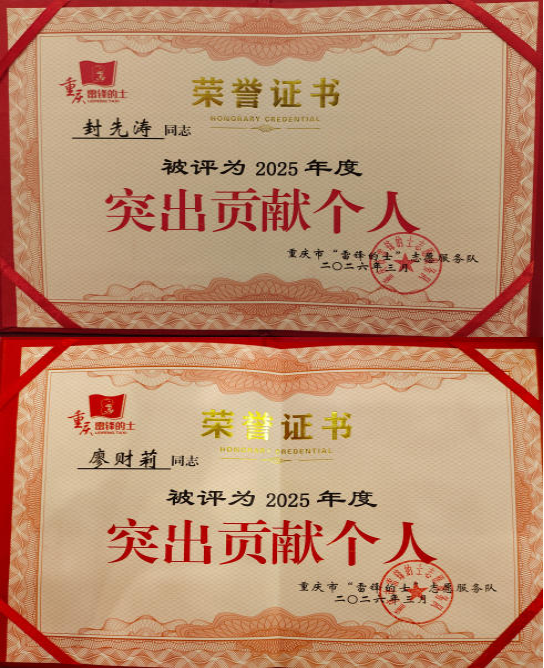 重庆 雷锋的士
LEIFENG TAXI
荣誉证书
HONORARY CREDENTIAL
封先涛 同志
被评为 2025 年度
突出贡献个人
重庆市“雷锋的士”志愿服务队
二〇二六年三月
重庆 雷锋的士
LEIFENG TAXI
荣誉证书
HONORARY CREDENTIAL
廖财莉 同志
被评为 2025 年度
突出贡献个人
重庆市“雷锋的士”志愿服务队
二〇二六年三月